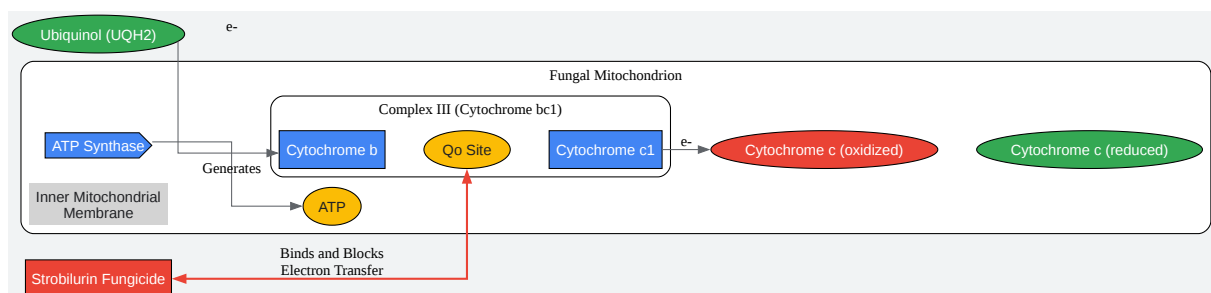 Ubiquinol (UQH2)
e-
Fungal Mitochondrion
Complex III (Cytochrome bc1)
ATP Synthase
Cytochrome b
Qo Site
Cytochrome c1
e-
Cytochrome c (oxidized)
Cytochrome c (reduced)
Generates
Inner Mitochondrial
Membrane
ATP
Binds and Blocks
Electron Transfer
Strobilurin Fungicide